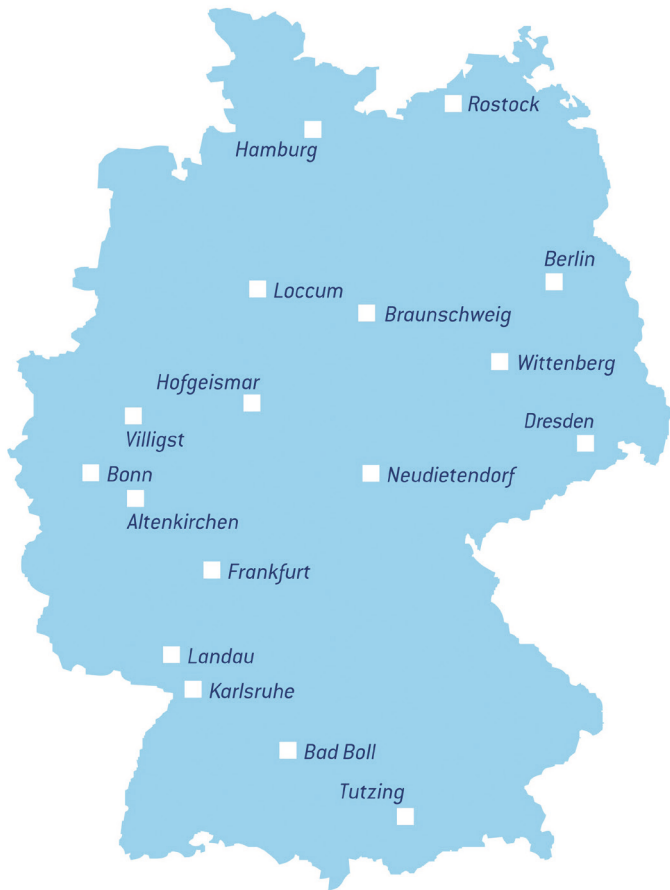 Rostock
Hamburg
Berlin
Loccum
Braunschweig
Wittenberg
Hofgeismar
Villigst
Dresden
Bonn
Neudietendorf
Altenkirchen
Frankfurt
Landau
Karlsruhe
Bad Boll
Tutzing